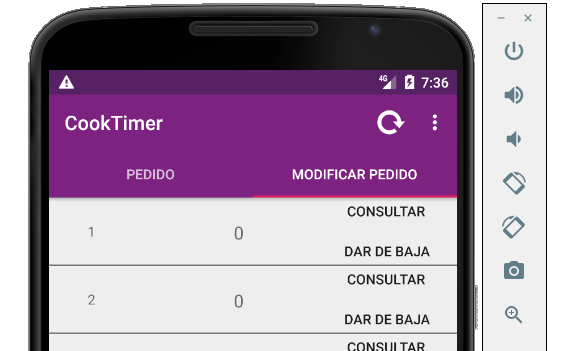 4G 7:36
CookTimer
PEDIDO MODIFICAR PEDIDO
1 0 CONSULTAR
DAR DE BAJA
2 0 CONSULTAR
DAR DE BAJA
CONSULTAR